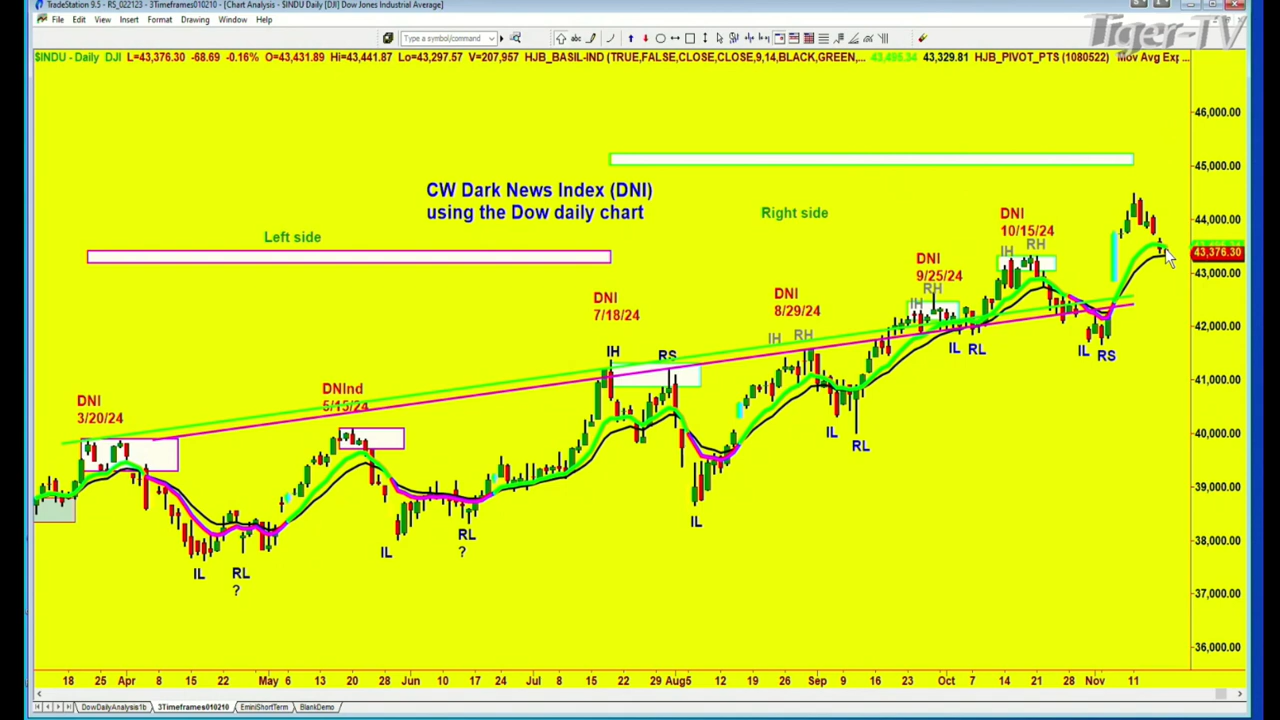 TradeStation 9.5 - RS_022123 - 3Timeframes010210 - [Chart Analysis - $INDU Daily [DJI] Dow Jones Industrial Average]
Tiger-TV
File Edit View Insert Format Drawing Window Help
Type a symbol/command
$INDU - Daily DJI L=43,376.30 -68.69 -0.16% O=43,431.89 Hi=43,441.87 Lo=43,297.57 V=207,957 HJB_BASIL-IND (TRUE,FALSE,CLOSE,CLOSE,9,14,BLACK,GREEN,... 43,495.34 43,329.81 HJB_PIVOT_PTS (1080522) Mov Avg Exp ...
46,000.00
45,000.00
44,000.00
43,376.30
43,000.00
42,000.00
41,000.00
40,000.00
39,000.00
38,000.00
37,000.00
36,000.00
CW Dark News Index (DNI)
using the Dow daily chart
Left side
Right side
DNI
3/20/24
DNInd
5/15/24
DNI
7/18/24
DNI
8/29/24
DNI
9/25/24
DNI
10/15/24
IH
RS
IH
RH
IH
RH
IH
RH
IL
RL
?
IL
RL
?
IL
IL
RL
IL
RL
IL
RS
18 25 Apr 8 15 22 May 6 13 20 28 Jun 10 17 24 Jul 8 15 22 29 Aug5 12 19 26 Sep 9 16 23 Oct 7 14 21 28 Nov 11
DowDailyAnalysis1b 3Timeframes010210 EminiShortTerm BlankDemo